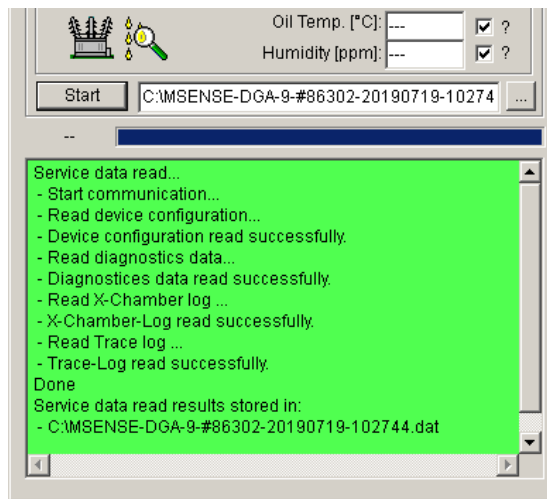 Oil Temp. [°C]: --- ?
Humidity [ppm]: --- ?
Start C:\MSENSE-DGA-9-#86302-20190719-10274 ...
--
Service data read...
- Start communication...
- Read device configuration...
- Device configuration read successfully.
- Read diagnostics data...
- Diagnostices data read successfully.
- Read X-Chamber log ...
- X-Chamber-Log read successfully.
- Read Trace log ...
- Trace-Log read successfully.
Done
Service data read results stored in:
- C:\MSENSE-DGA-9-#86302-20190719-102744.dat